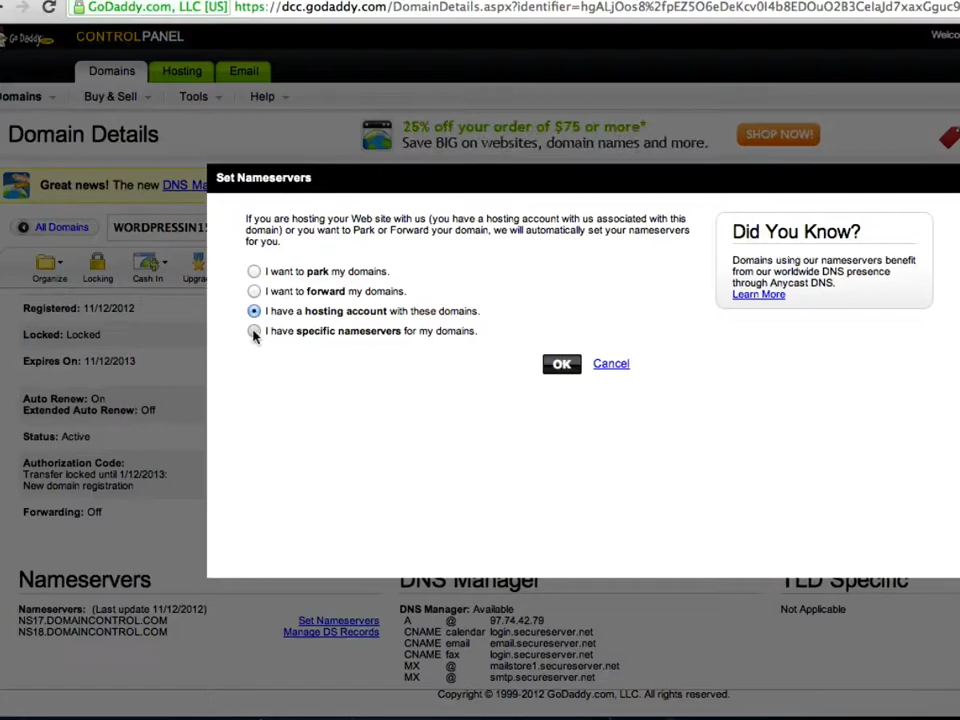 GoDaddy.com, LLC [US] https://dcc.godaddy.com/DomainDetails.aspx?identifier=
Go Daddy CONTROLPANEL
Domains Hosting Email
omains Buy & Sell Tools Help
Domain Details
25% off your order of $75 or more*
Save BIG on websites, domain names and more.
SHOP NOW!
Great news! The new DNS Ma
Set Nameservers
All Domains WORDPRESSIN15
If you are hosting your Web site with us (you have a hosting account with us associated with this
domain) or you want to Park or Forward your domain, we will automatically set your nameservers
for you.
I want to park my domains.
I want to forward my domains.
I have a hosting account with these domains.
I have specific nameservers for my domains.
OK Cancel
Did You Know?
Domains using our nameservers benefit
from our worldwide DNS presence
through Anycast DNS.
Learn More
Organize Locking Cash In Upgra
Registered: 11/12/2012
Locked: Locked
Expires On: 11/12/2013
Auto Renew: On
Extended Auto Renew: Off
Status: Active
Authorization Code:
Transfer locked until 1/12/2013:
New domain registration
Forwarding: Off
Nameservers
Nameservers: (Last update 11/12/2012)
NS17.DOMAINCONTROL.COM Set Nameservers
NS18.DOMAINCONTROL.COM Manage DS Records
DNS Manager
DNS Manager: Available
A @ 97.74.42.79
CNAME calendar login.secureserver.net
CNAME email email.secureserver.net
CNAME fax login.secureserver.net
MX @ mailstore1.secureserver.net
MX @ smtp.secureserver.net
TLD Specific
Not Applicable
Copyright © 1999-2012 GoDaddy.com, LLC. All rights reserved.